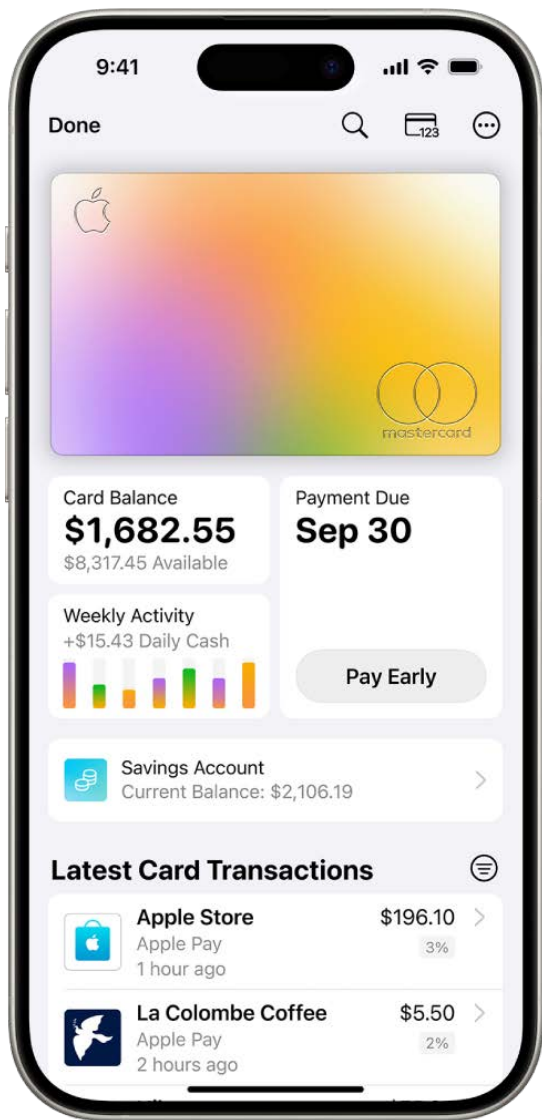 9:41
Done
123
mastercard
Card Balance
$1,682.55
$8,317.45 Available
Payment Due
Sep 30
Weekly Activity
+$15.43 Daily Cash
Pay Early
Savings Account
Current Balance: $2,106.19
Latest Card Transactions
Apple Store
$196.10
Apple Pay
3%
1 hour ago
La Colombe Coffee
$5.50
Apple Pay
2%
2 hours ago